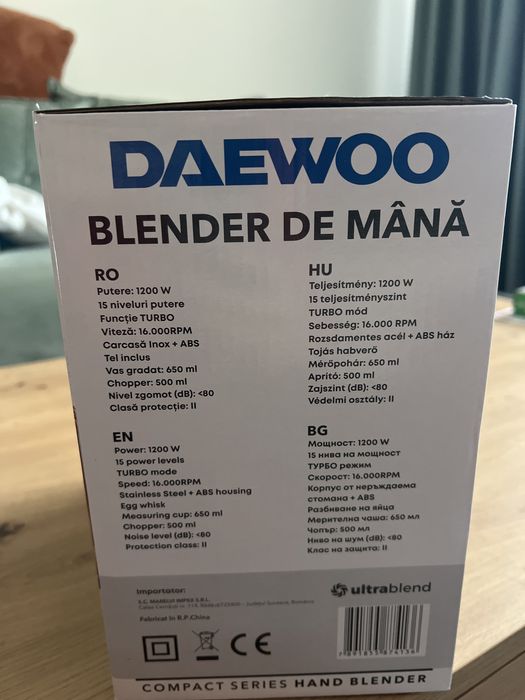 DAEWOO
BLENDER DE MÂNĂ
RO
Putere: 1200 W
15 niveluri putere
Funcție TURBO
Viteză: 16.000RPM
Carcasă Inox + ABS
Tel inclus
Vas gradat: 650 ml
Chopper: 500 ml
Nivel zgomot (dB): <80
Clasă protecție: II
HU
Teljesítmény: 1200 W
15 teljesítményszint
TURBO mód
Sebesség: 16.000 RPM
Rozsdamentes acél + ABS ház
Tojás habverő
Mérőpohár: 650 ml
Aprító: 500 ml
Zajszint (dB): <80
Védelmi osztály: II
EN
Power: 1200 W
15 power levels
TURBO mode
Speed: 16.000RPM
Stainless Steel + ABS housing
Egg whisk
Measuring cup: 650 ml
Chopper: 500 ml
Noise level (dB): <80
Protection class: II
BG
Мощност: 1200 W
15 нива на мощност
ТУРБО режим
Скорост: 16.000RPM
Корпус от неръждаема
стомана + ABS
Разбиване на яйца
Мерителна чаша: 650 мл
Чопър: 500 мл
Ниво на шум (dB): <80
Клас на защита: II
Importator:
S.C. MARELVI IMPEX S.R.L.
Județul Suceava, România
Fabricat în R.P.China
ultrablend
CE
COMPACT SERIES HAND BLENDER